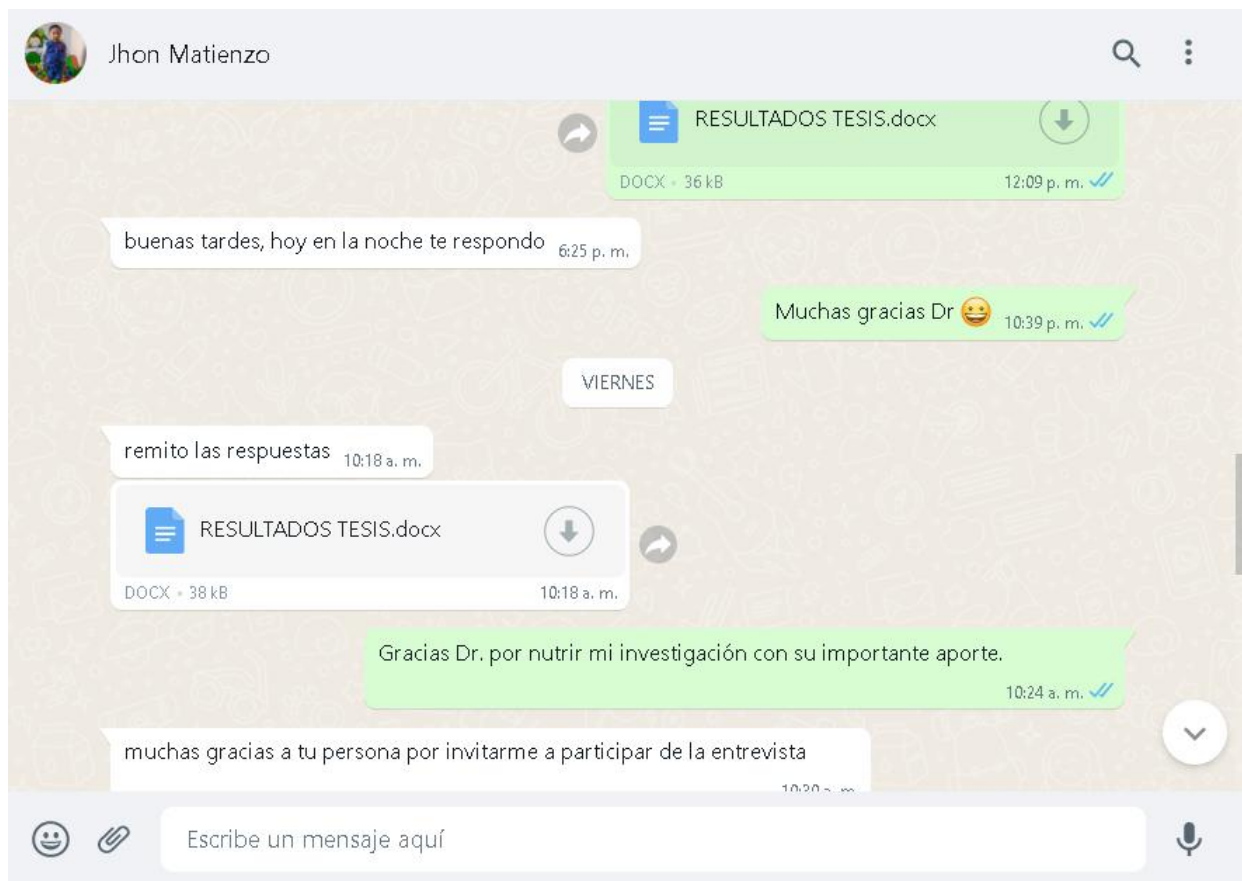 Jhon Matienzo
RESULTADOS TESIS.docx
DOCX • 36 kB 12:09 p. m.
buenas tardes, hoy en la noche te respondo 6:25 p. m.
Muchas gracias Dr 😀 10:39 p. m.
VIERNES
remito las respuestas 10:18 a. m.
RESULTADOS TESIS.docx
DOCX • 38 kB 10:18 a. m.
Gracias Dr. por nutrir mi investigación con su importante aporte.
10:24 a. m.
muchas gracias a tu persona por invitarme a participar de la entrevista
Escribe un mensaje aquí